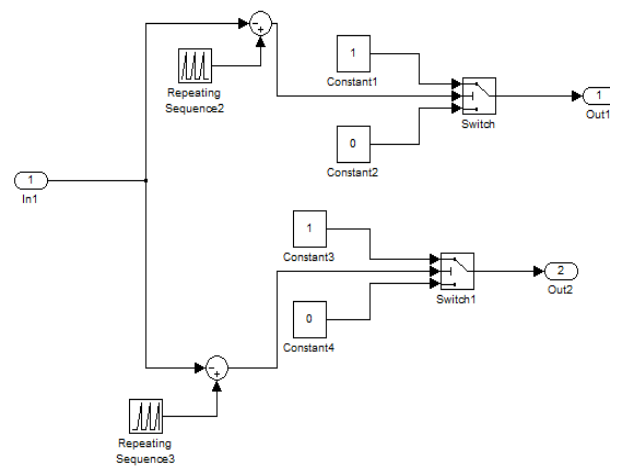 1
Constant1
Repeating
Sequence2
1
Out1
Switch
0
Constant2
1
In1
1
Constant3
2
Out2
Switch1
0
Constant4
Repeating
Sequence3